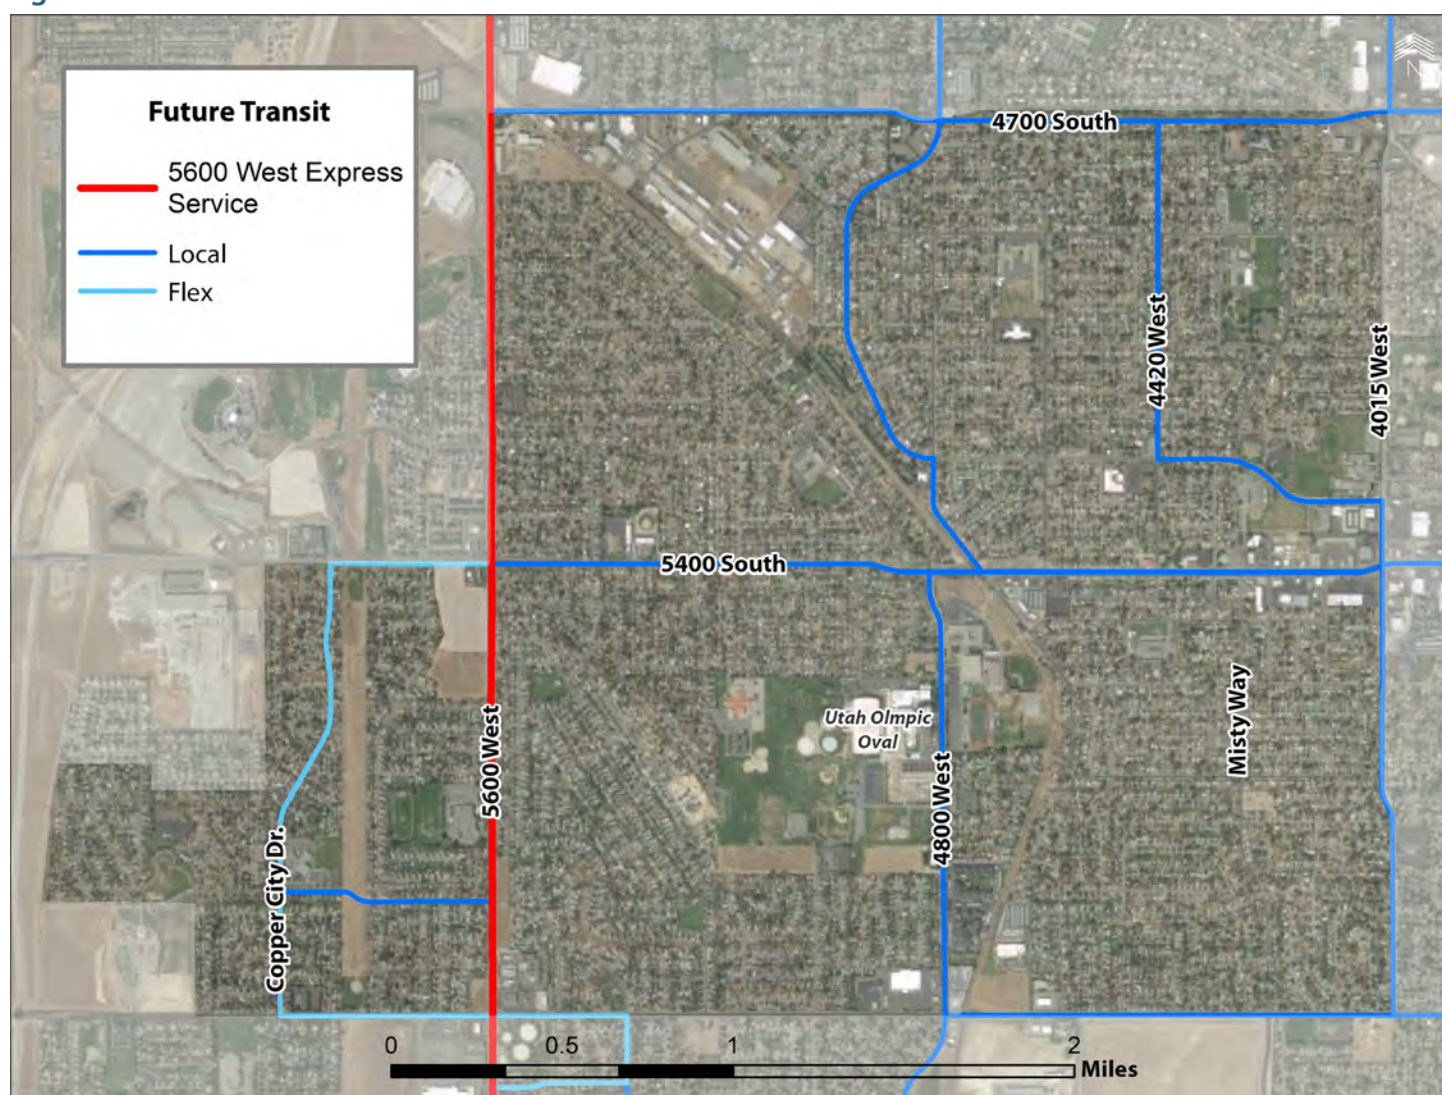 Future Transit
5600 West Express
Service
Local
Flex
N
4700 South
4420 West
4015 West
5400 South
5600 West
Utah Olmpic
Oval
4800 West
Misty Way
Copper City Dr.
0 0.5 1 2
Miles